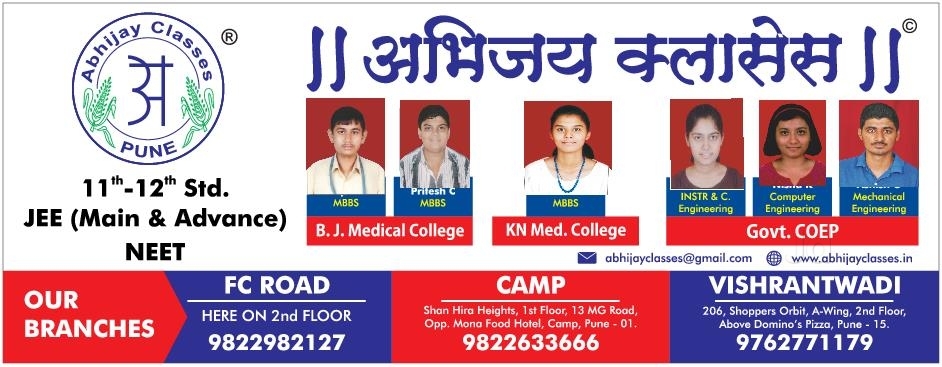 Abhijay Classes
अ
PUNE
®
|| अभिजय क्लासेस ||
©
11th-12th Std.
JEE (Main & Advance)
NEET
MBBS
Pritesh C
MBBS
B. J. Medical College
MBBS
KN Med. College
INSTR & C.
Engineering
Computer
Engineering
Mechanical
Engineering
Govt. COEP
abhijayclasses@gmail.com
www.abhijayclasses.in
OUR
BRANCHES
FC ROAD
HERE ON 2nd FLOOR
9822982127
CAMP
Shan Hira Heights, 1st Floor, 13 MG Road,
Opp. Mona Food Hotel, Camp, Pune - 01.
9822633666
VISHRANTWADI
206, Shoppers Orbit, A-Wing, 2nd Floor,
Above Domino's Pizza, Pune - 15.
9762771179